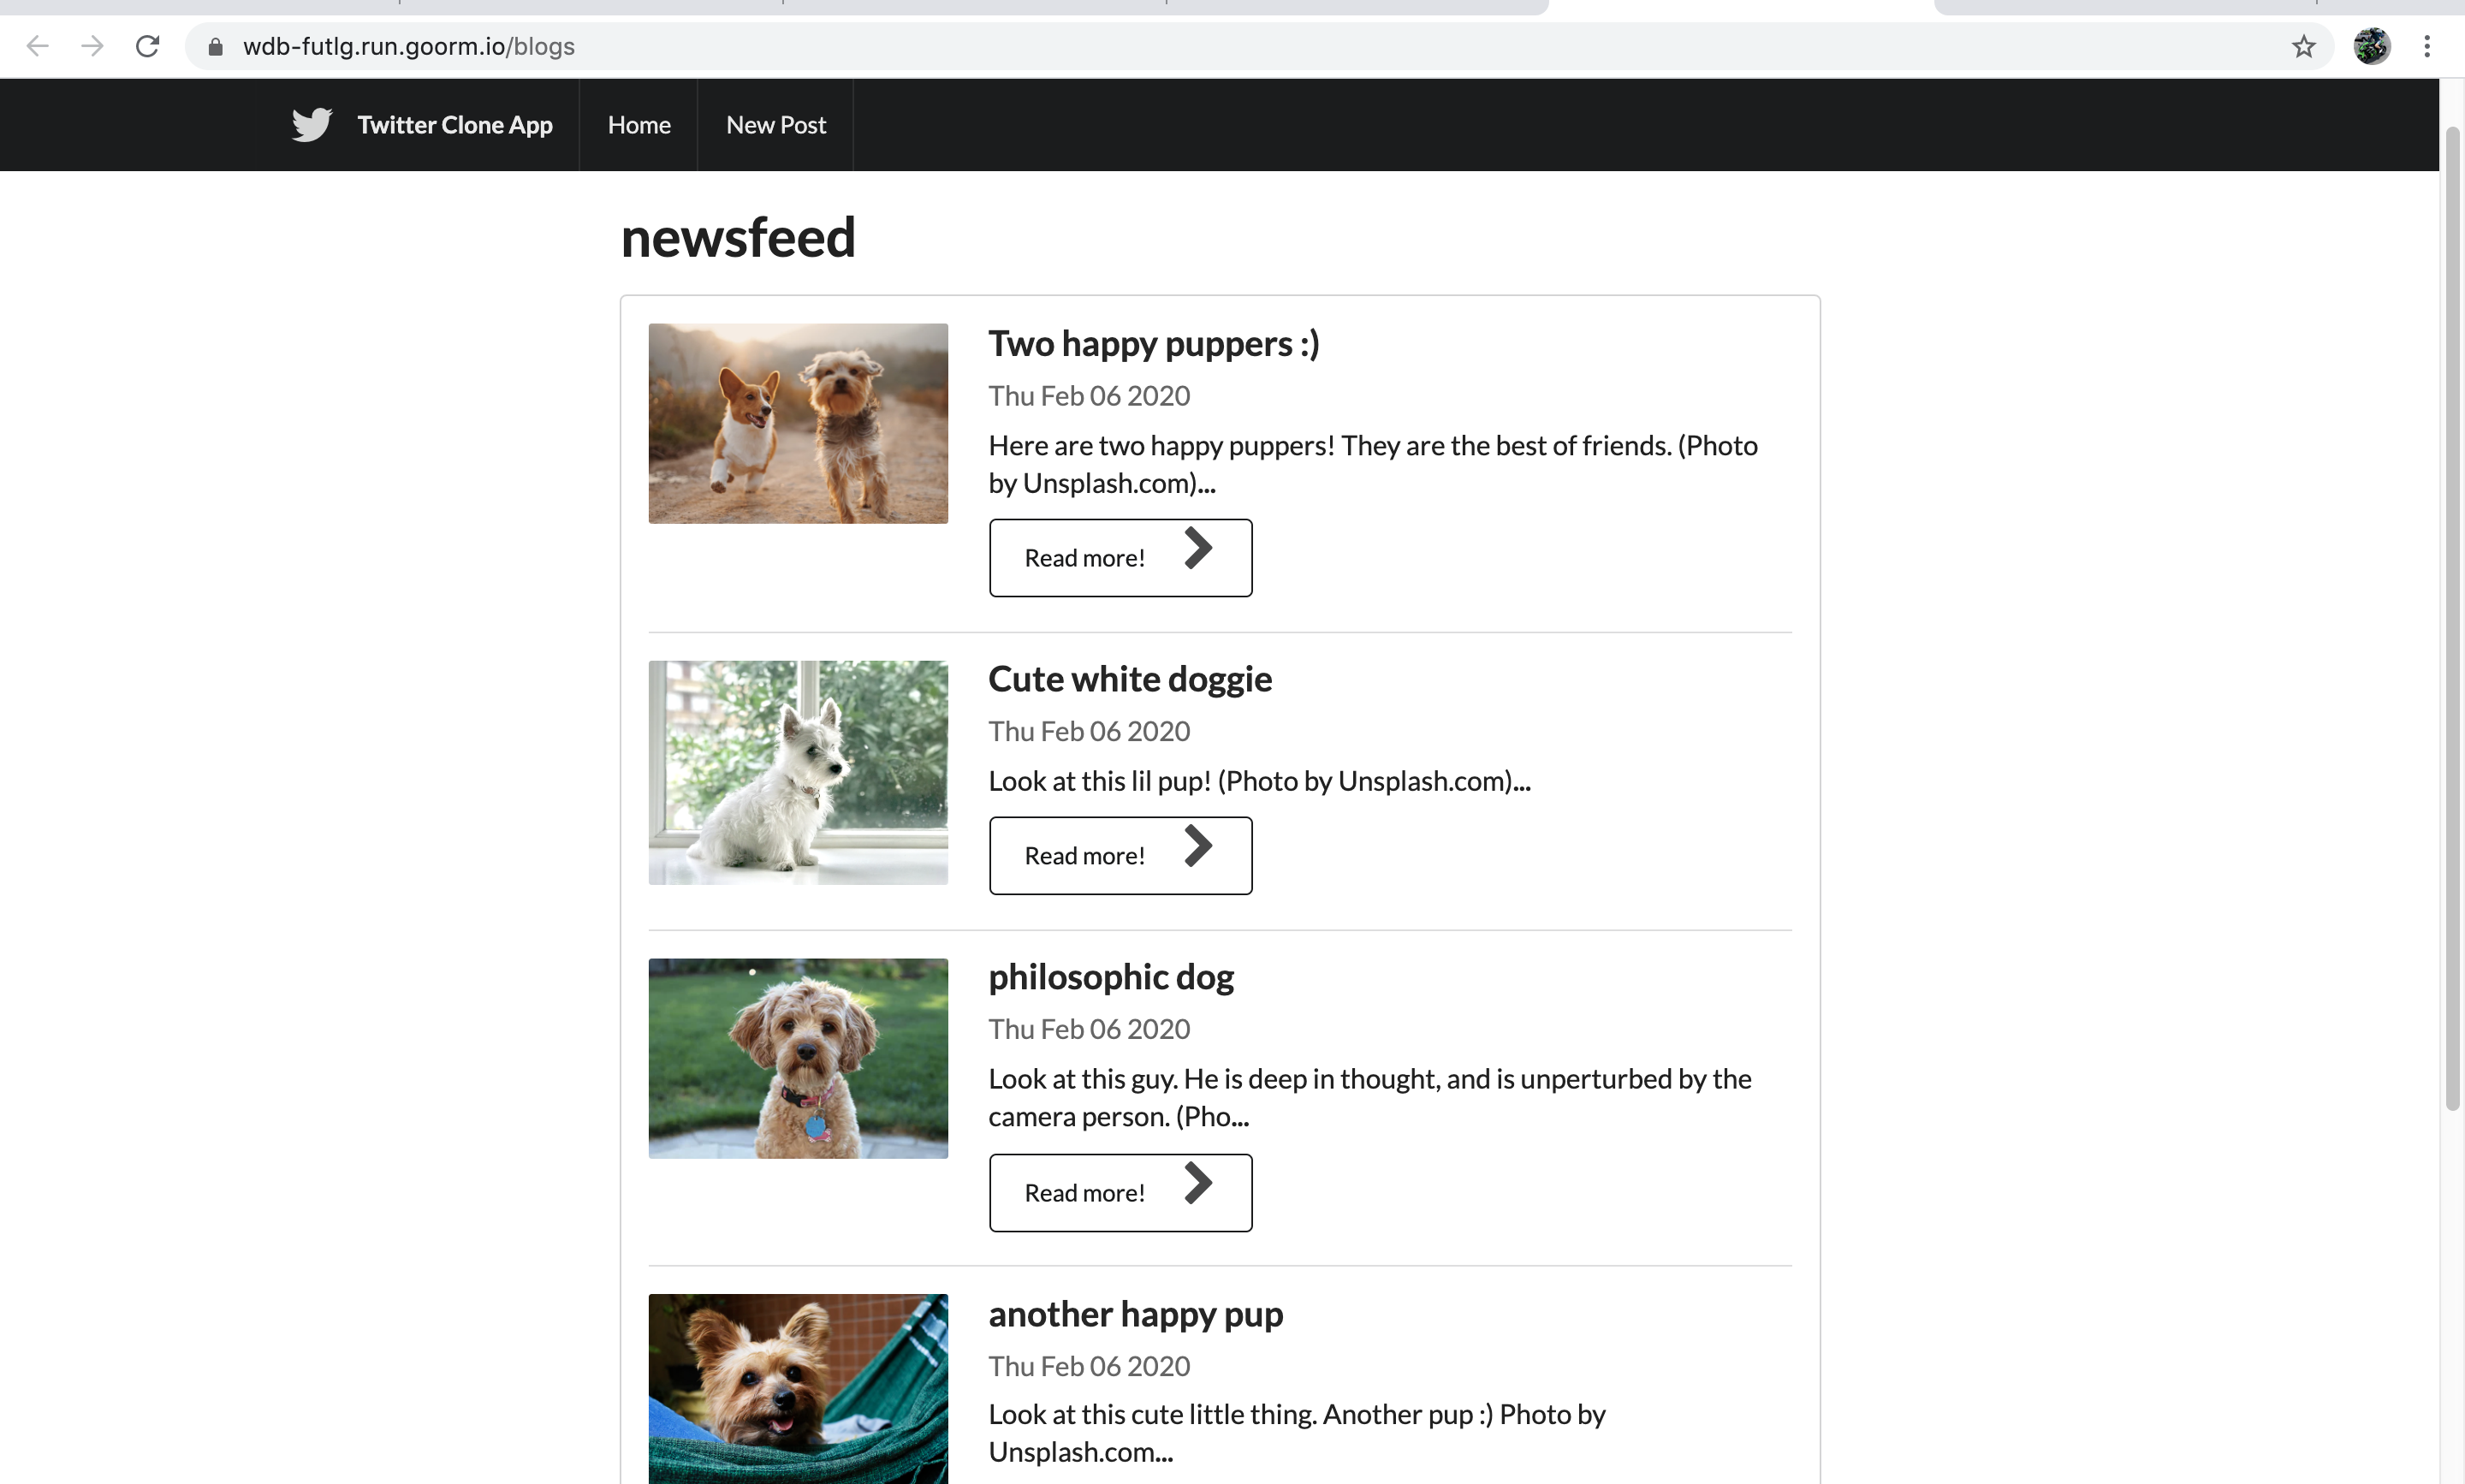 wdb-futlg.run.goorm.io/blogs
Twitter Clone App Home New Post
newsfeed
Two happy puppers :)
Thu Feb 06 2020
Here are two happy puppers! They are the best of friends. (Photo
by Unsplash.com)...
Read more!
Cute white doggie
Thu Feb 06 2020
Look at this lil pup! (Photo by Unsplash.com)...
Read more!
philosophic dog
Thu Feb 06 2020
Look at this guy. He is deep in thought, and is unperturbed by the
camera person. (Pho...
Read more!
another happy pup
Thu Feb 06 2020
Look at this cute little thing. Another pup :) Photo by
Unsplash.com...